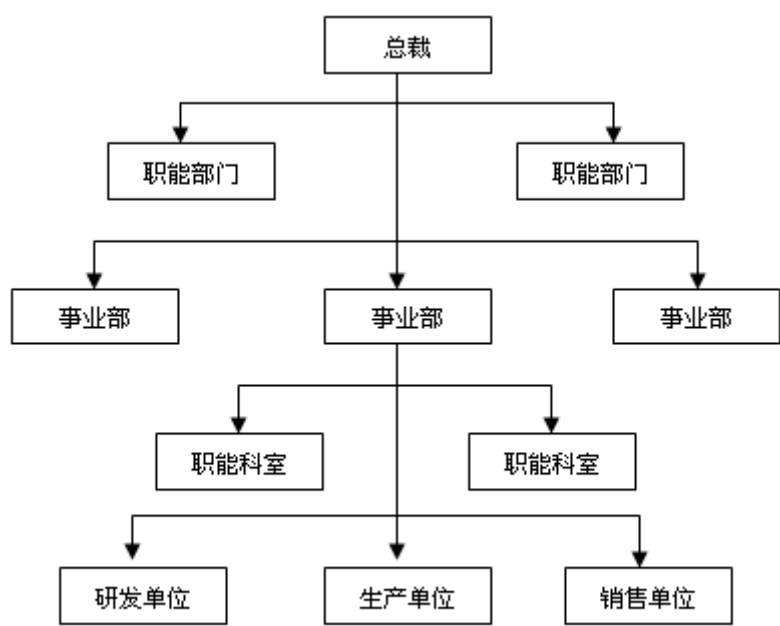 总裁
职能部门
职能部门
事业部
事业部
事业部
职能科室
职能科室
研发单位
生产单位
销售单位